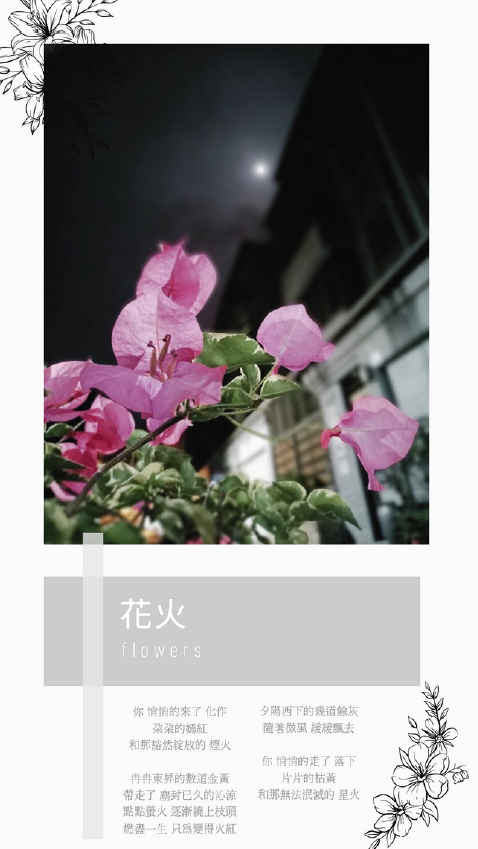 花火
flowers
你 悄悄的來了 化作
朶朶的嫣紅
和那豁然綻放的 煙火
冉冉東昇的數道金黃
帶走了 塵封已久的沁涼
點點螢火 逐漸繞上枝頭
燃盡一生 只爲變得火紅
夕陽西下的幾道餘灰
隨著微風 緩緩飄去
你 悄悄的走了 落下
片片的枯黃
和那無法泯滅的 星火